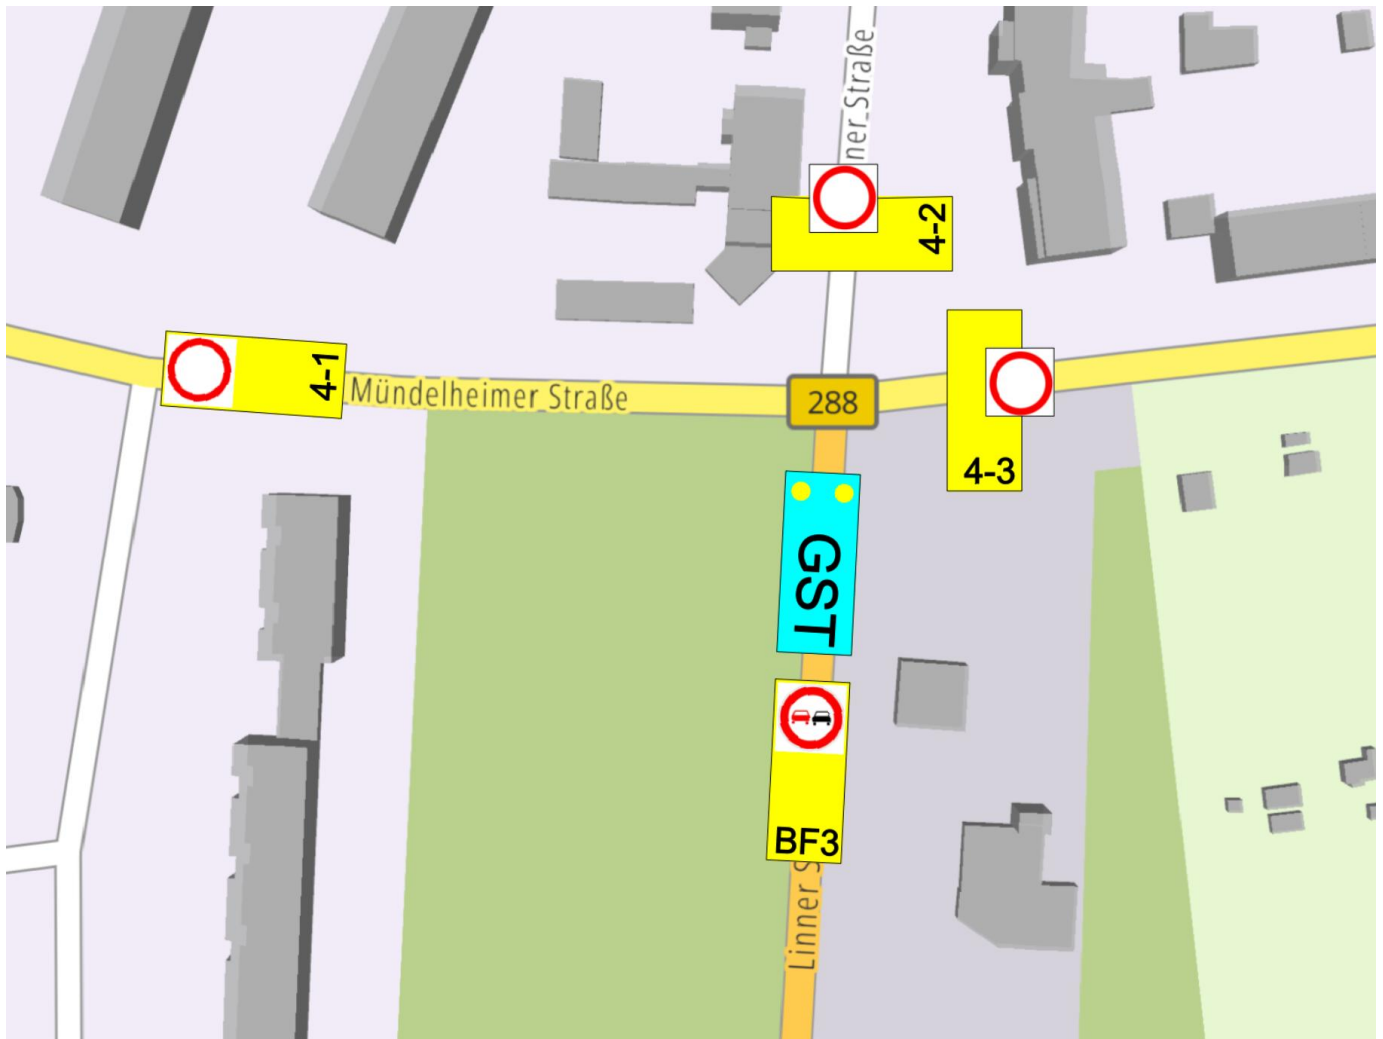 ner Straße
4-2
4-1
Mündelheimer Straße
288
4-3
GST
BF3
Linner S